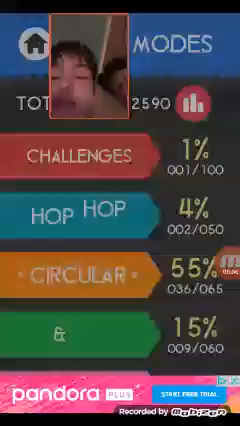 MODES
TOT 2590
CHALLENGES 1%
001/100
HOP HOP 4%
002/050
· CIRCULAR · 55%
036/065
& 15%
009/060
pandora PLUS START FREE TRIAL
Recorded by Mobizen